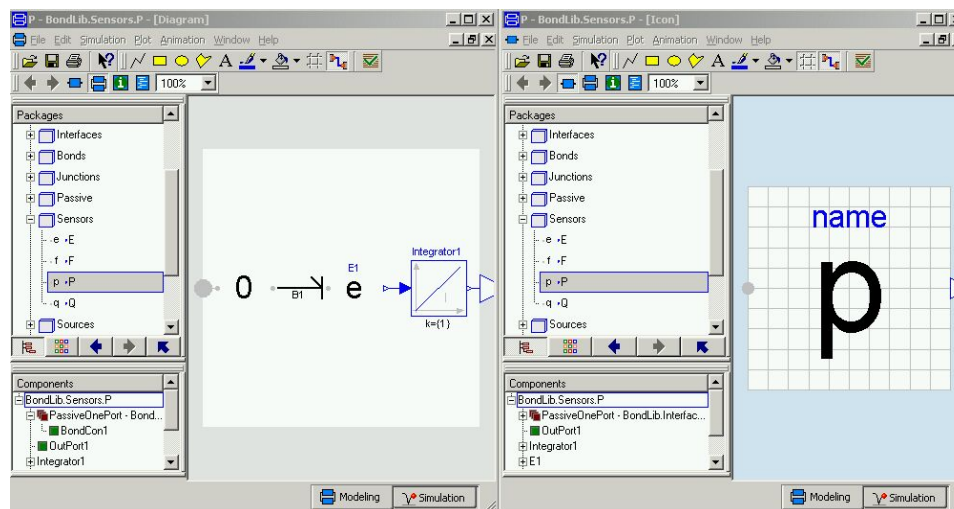 P - BondLib.Sensors.P - [Diagram]
File Edit Simulation Plot Animation Window Help
100%
Packages
Interfaces
Bonds
Junctions
Passive
Sensors
e E
f F
p P
q Q
Sources
Components
BondLib.Sensors.P
PassiveOnePort - Bond...
BondCon1
OutPort1
Integrator1
0
B1
E1
e
Integrator1
k={1}
Modeling
Simulation
P - BondLib.Sensors.P - [Icon]
File Edit Simulation Plot Animation Window Help
100%
Packages
Interfaces
Bonds
Junctions
Passive
Sensors
e E
f F
p P
q Q
Sources
Components
BondLib.Sensors.P
PassiveOnePort - BondLib.Interfac...
OutPort1
Integrator1
E1
name
p
Modeling
Simulation